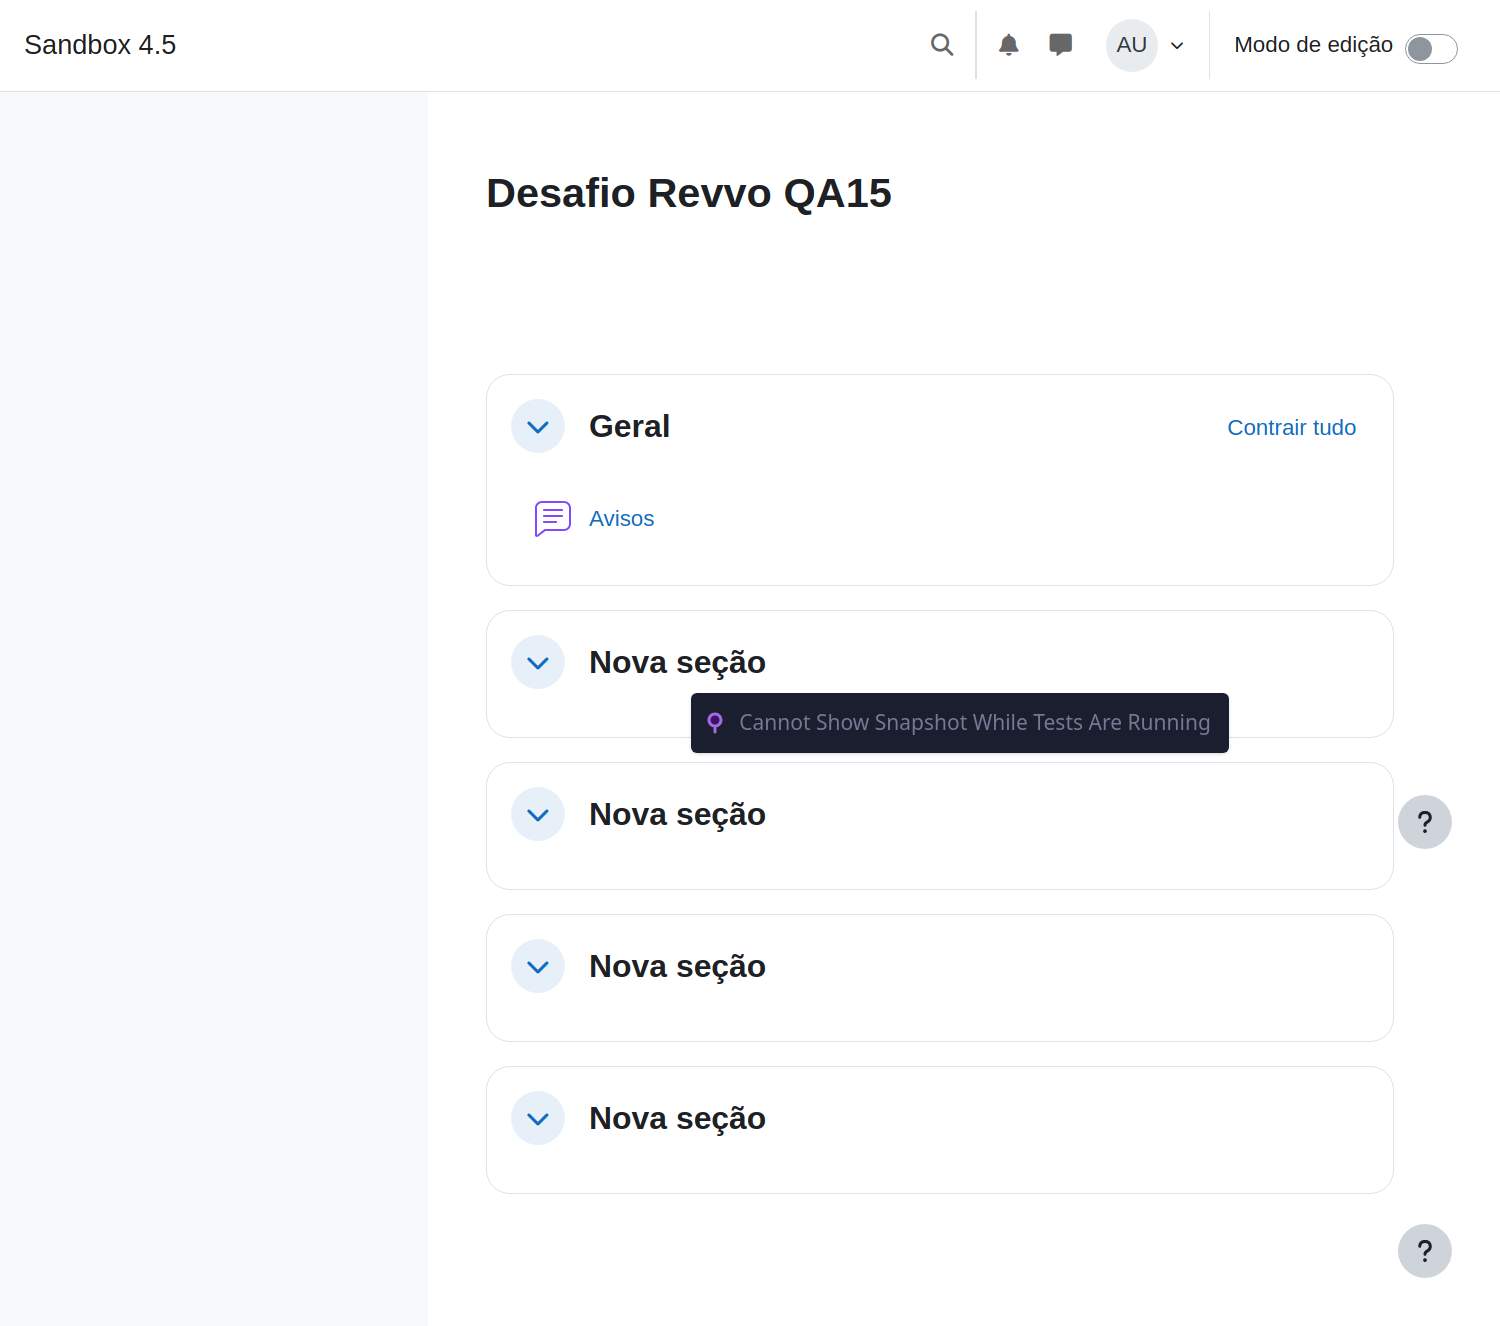 Sandbox 4.5
AU
Modo de edição
Desafio Revvo QA15
Geral
Contrair tudo
Avisos
Nova seção
Cannot Show Snapshot While Tests Are Running
Nova seção
?
Nova seção
Nova seção
?